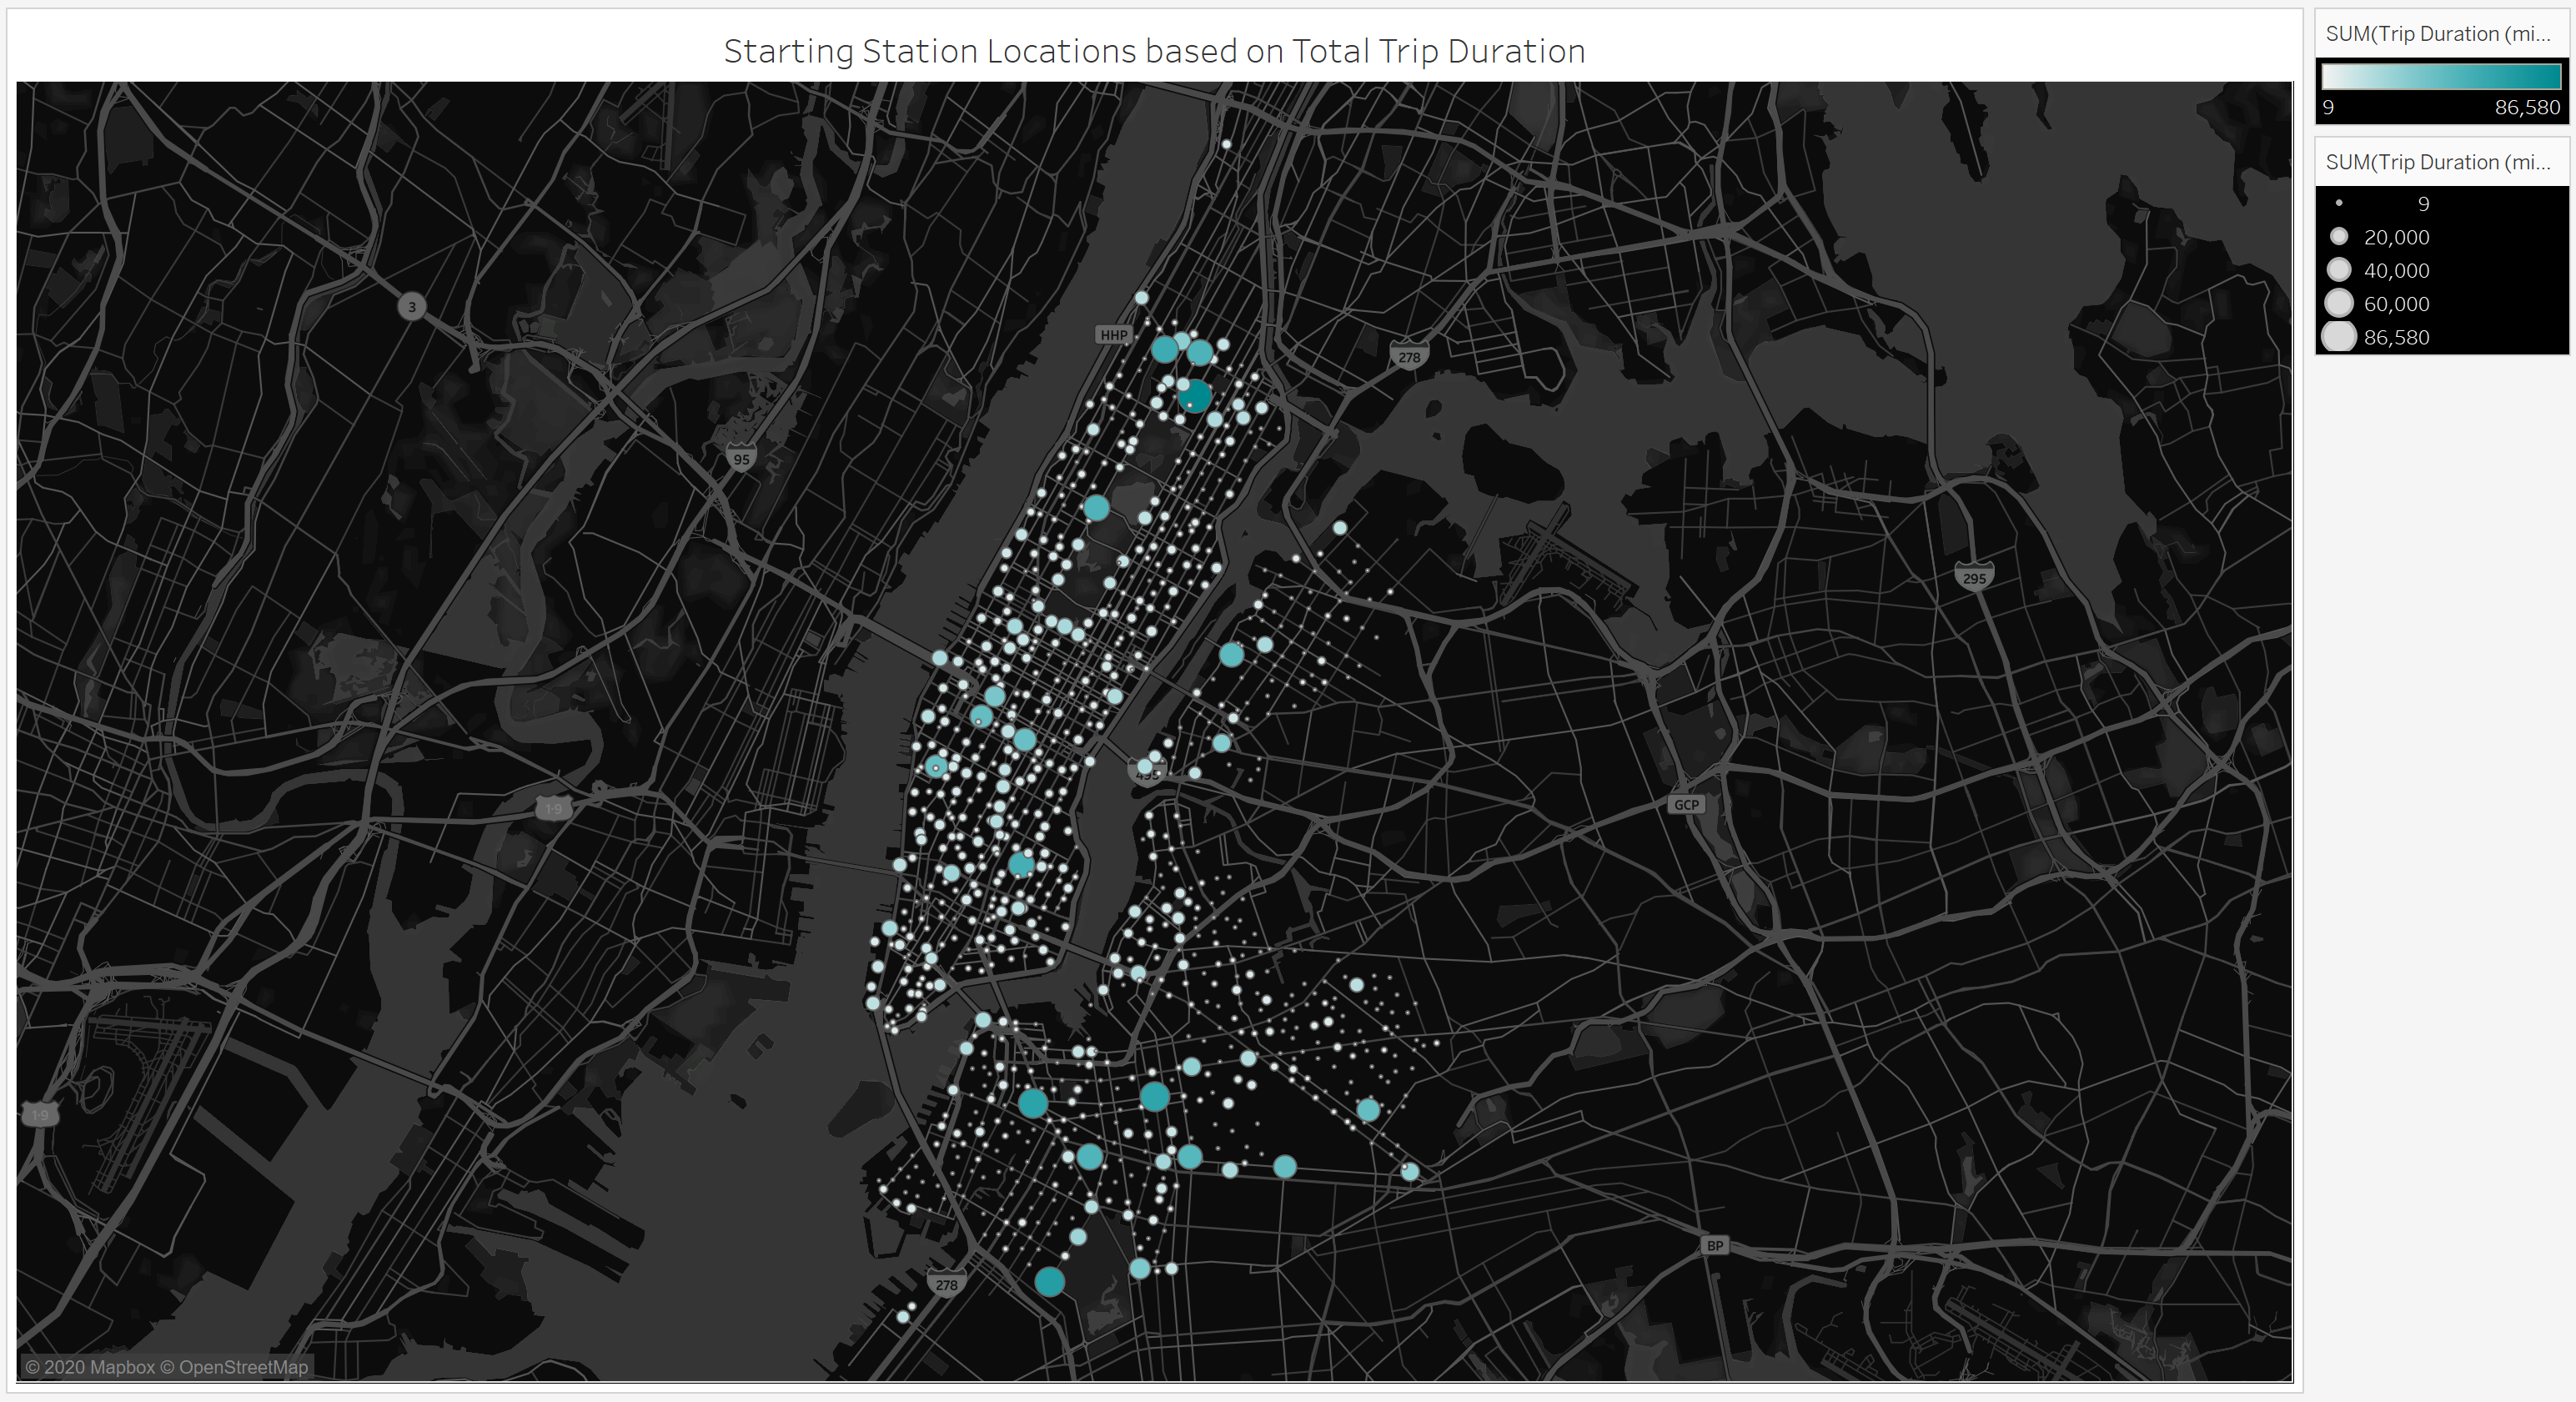 Starting Station Locations based on Total Trip Duration
SUM(Trip Duration (mi...
9 86,580
SUM(Trip Duration (mi...
9
20,000
40,000
60,000
86,580
3
HHP
278
95
295
495
1-9
GCP
1-9
BP
278
© 2020 Mapbox © OpenStreetMap